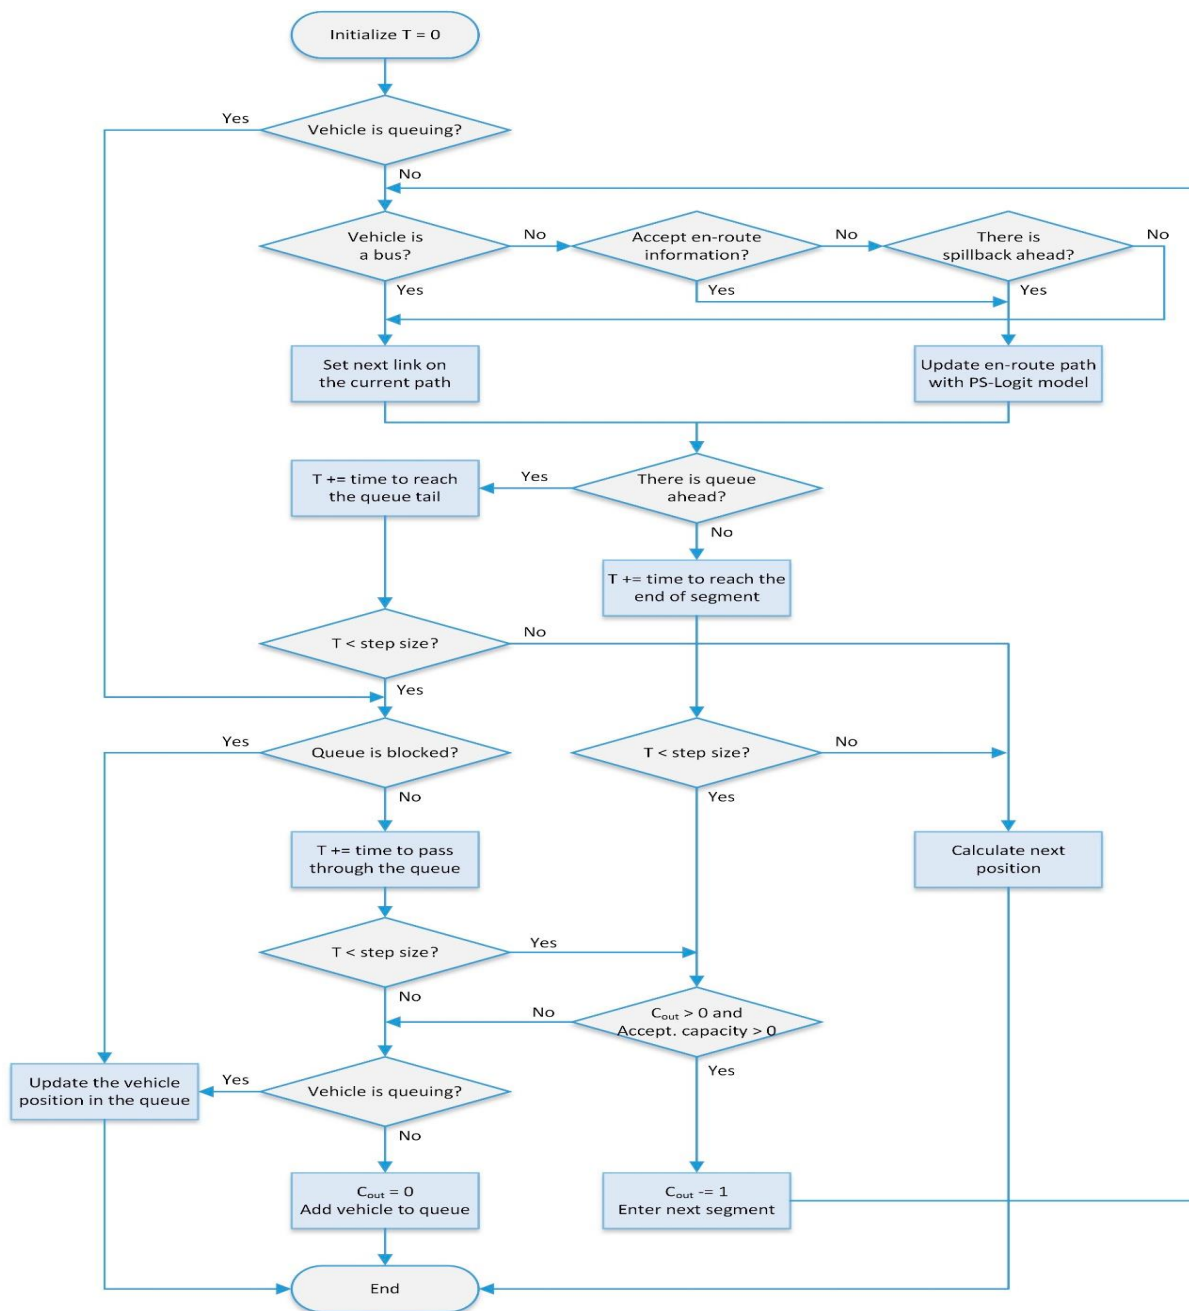 Initialize T = 0
Yes
Vehicle is queuing?
No
Vehicle is
a bus?
No
Accept en-route
information?
No
There is
spillback ahead?
No
Yes
Yes
Yes
Set next link on
the current path
Update en-route path
with PS-Logit model
T += time to reach
the queue tail
Yes
There is queue
ahead?
No
T += time to reach the
end of segment
T < step size?
No
Yes
Yes
Queue is blocked?
T < step size?
No
No
Yes
T += time to pass
through the queue
Calculate next
position
T < step size?
Yes
No
No
Cout > 0 and
Accept. capacity > 0
Update the vehicle
position in the queue
Yes
Vehicle is queuing?
Yes
No
Cout = 0
Add vehicle to queue
Cout -= 1
Enter next segment
End